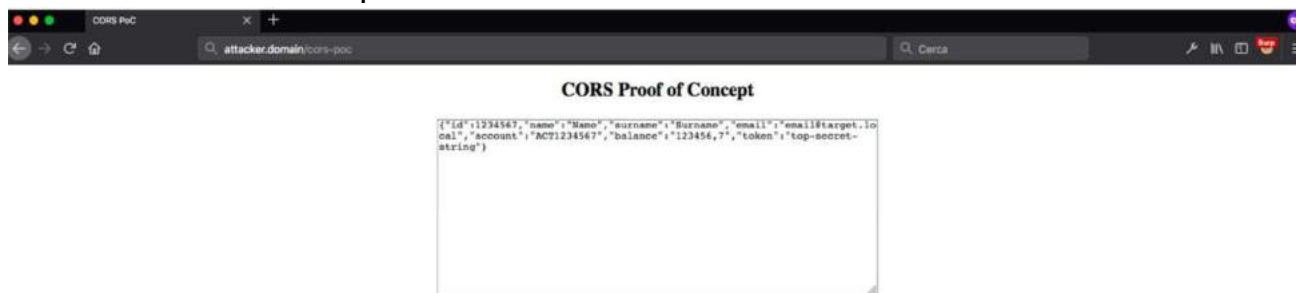 CORS PoC
attacker.domain/cors-poc
Cerca
Burp
CORS Proof of Concept
{"id":1234567,"name":"Name","surname":"Surname","email":"email@target.lo
cal","account":"ACT1234567","balance":"123456,7","token":"top-secret-
string"}